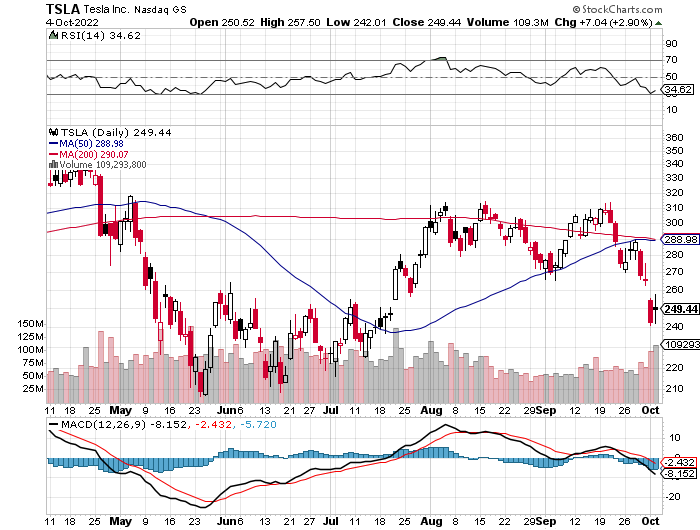 TSLA Tesla Inc. Nasdaq GS © StockCharts.com
4-Oct-2022 Open 250.52 High 257.50 Low 242.01 Close 249.44 Volume 109.3M Chg +7.04 (+2.90%)
RSI(14) 34.62
90
70
50
34.62
30
10
TSLA (Daily) 249.44
MA(50) 288.98
MA(200) 290.07
Volume 109,293,800
360
350
340
330
320
310
300
288.98
280
270
260
249.44
240
220
210
150M
125M
100M
75M
50M
25M
109293
11 18 25 May 9 16 23 Jun 6 13 21 27 Jul 11 18 25 Aug 8 15 22 29 Sep 12 19 26 Oct
MACD(12,26,9) -8.152, -2.432, -5.720
10
0
-2.432
-8.152
-20
11 18 25 May 9 16 23 Jun 6 13 21 27 Jul 11 18 25 Aug 8 15 22 29 Sep 12 19 26 Oct